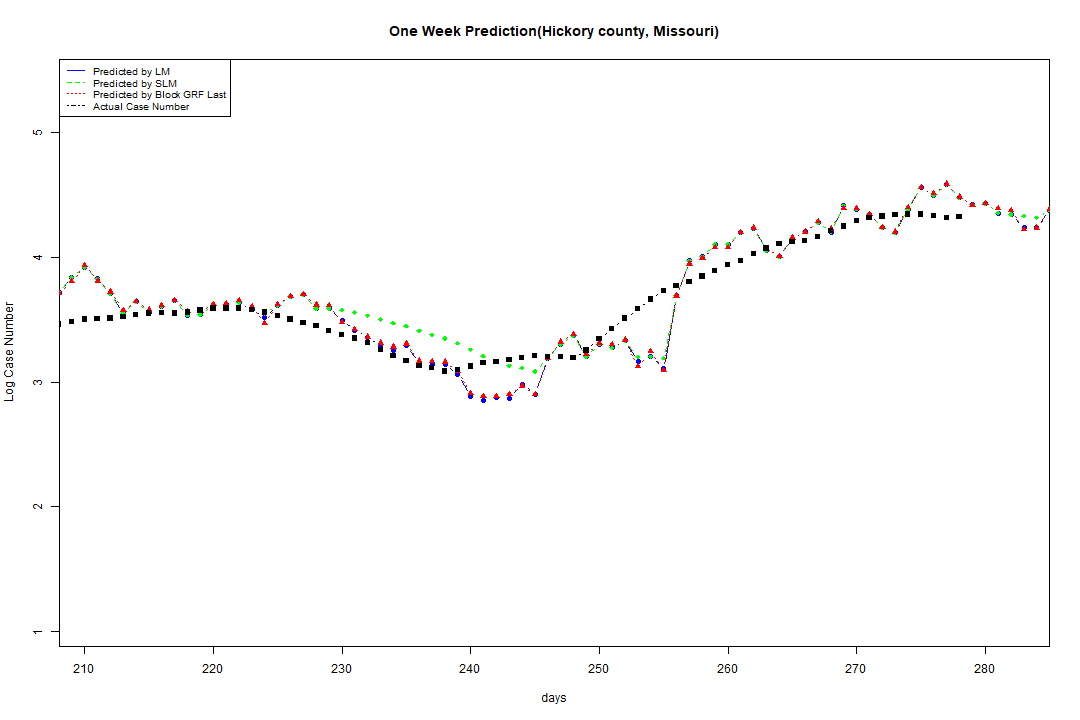 One Week Prediction(Hickory county, Missouri)
Predicted by LM
Predicted by SLM
Predicted by Block GRF Last
Actual Case Number
5
4
3
2
1
Log Case Number
210 220 230 240 250 260 270 280
days